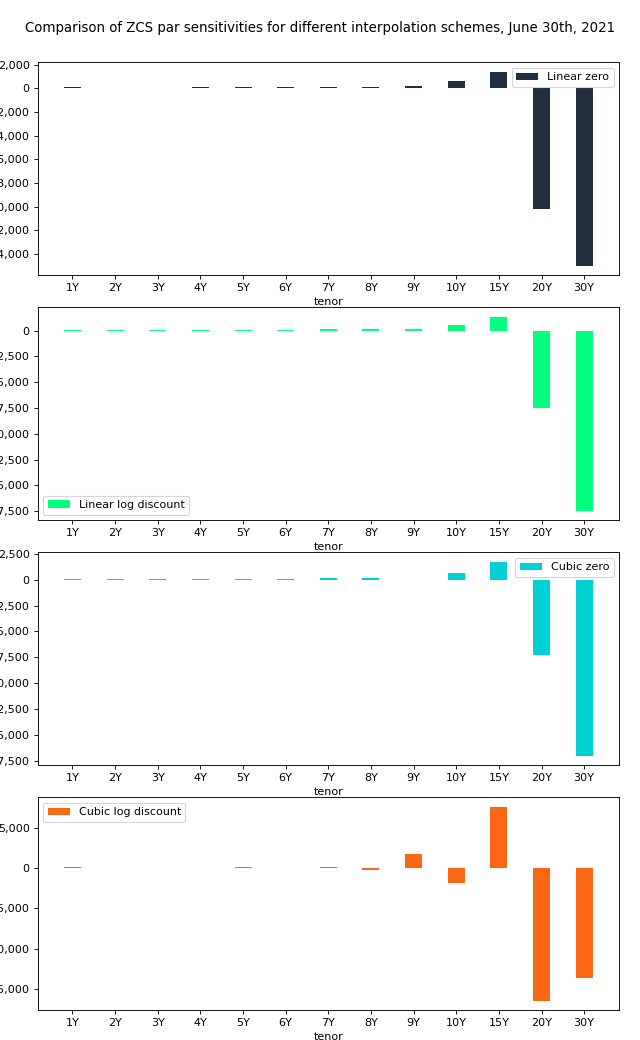 Comparison of ZCS par sensitivities for different interpolation schemes, June 30th, 2021
2,000
Linear zero
0
2,000
4,000
6,000
8,000
0,000
2,000
4,000
1Y 2Y 3Y 4Y 5Y 6Y 7Y 8Y 9Y 10Y 15Y 20Y 30Y
tenor
0
2,500
5,000
7,500
0,000
2,500
5,000
Linear log discount
7,500
1Y 2Y 3Y 4Y 5Y 6Y 7Y 8Y 9Y 10Y 15Y 20Y 30Y
tenor
2,500
Cubic zero
0
2,500
5,000
7,500
0,000
2,500
5,000
7,500
1Y 2Y 3Y 4Y 5Y 6Y 7Y 8Y 9Y 10Y 15Y 20Y 30Y
tenor
Cubic log discount
5,000
0
5,000
0,000
5,000
1Y 2Y 3Y 4Y 5Y 6Y 7Y 8Y 9Y 10Y 15Y 20Y 30Y
tenor